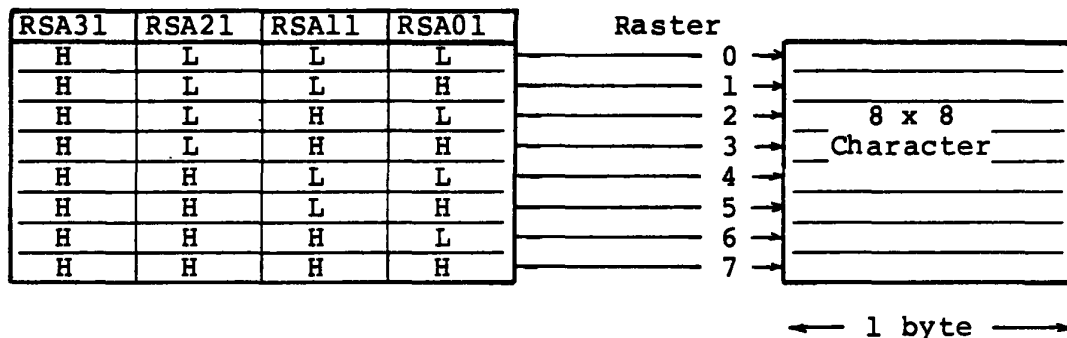 RSA31 RSA21 RSA11 RSA01 Raster
H L L L 0
H L L H 1
H L H L 2 8 x 8
H L H H 3 Character
H H L L 4
H H L H 5
H H H L 6
H H H H 7
1 byte